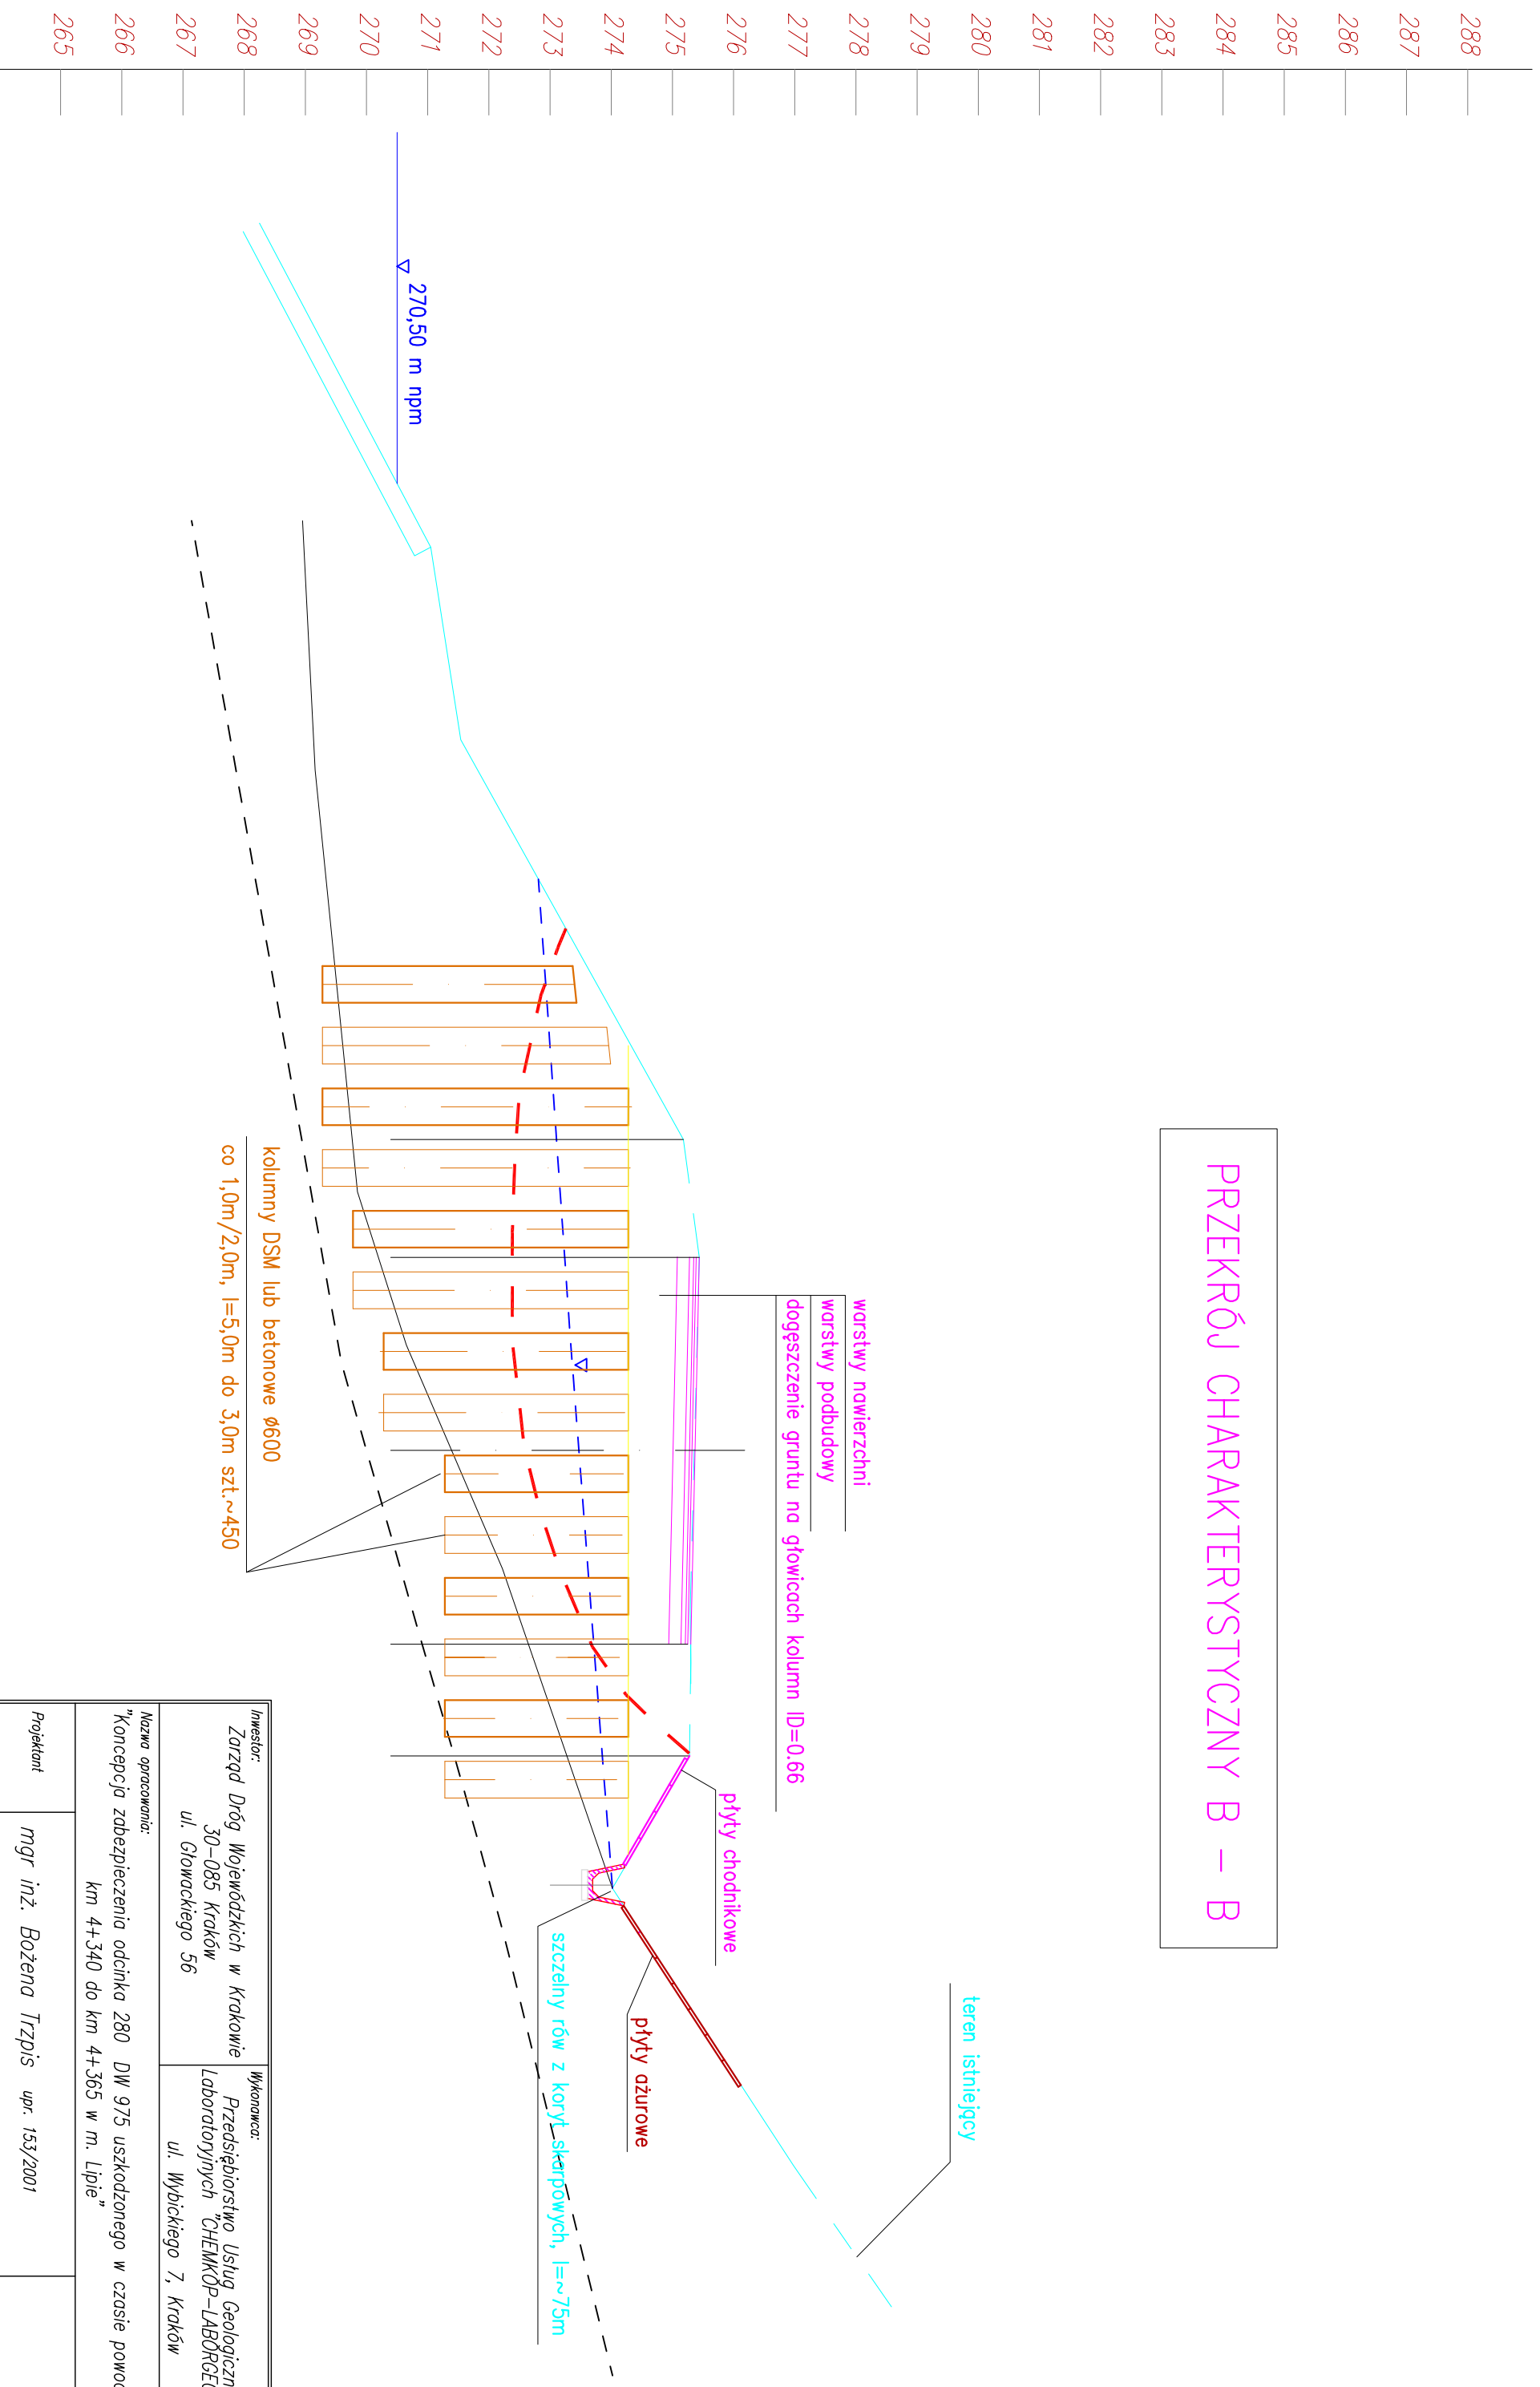 PRZEKRÓJ CHARAKTERYSTYCZNY B – B
288
287
286
285
284
283
282
281
280
279
278
277
276
275
274
273
272
271
270
269
268
267
266
265
teren istniejący
warstwy nawierzchni
warstwy podbudowy
dogęszczenie gruntu na głowicach kolumn ID=0.66
płyty chodnikowe
płyty ażurowe
szczelny rów z koryt skarpowych, l=~75m
270,50 m npm
kolumny DSM lub betonowe ø600
co 1,0m/2,0m, l=5,0m do 3,0m szt.~450
Inwestor:
Zarząd Dróg Wojewódzkich w Krakowie
30-085 Kraków
ul. Głowackiego 56
Wykonawca:
Przedsiębiorstwo Usług
Laboratoryjnych
ul. Wybickiego 7, Kraków
Nazwa opracowania:
"Koncepcja zabezpieczenia odcinka 280 DW 975 uszkodzonego w czasie
km 4+340 do km 4+365 w m. Lipie"
Projektant
mgr inż. Bożena Trzpis upr. 153/2001